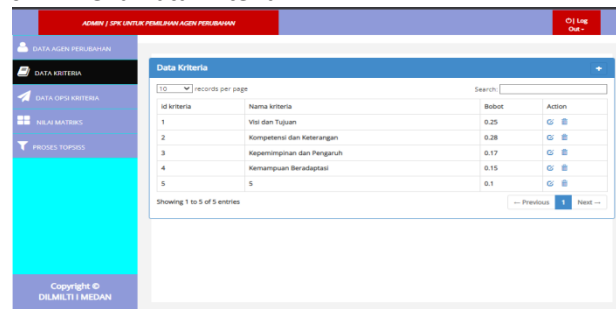 ADMIN | SPK UNTUK PEMILIHAN AGEN PERUBAHAN
| Log Out
DATA AGEN PERUBAHAN
DATA KRITERIA
DATA OPSI KRITERIA
NILAI MATRIKS
PROSES TOPSISS
Copyright ©
DILMILTI I MEDAN
Data Kriteria +
10 records per page Search:
Id kriteria Nama kriteria Bobot Action
1 Visi dan Tujuan 0.25
2 Kompetensi dan Keterangan 0.28
3 Kepemimpinan dan Pengaruh 0.17
4 Kemampuan Beradaptasi 0.15
5 5 0.1
Showing 1 to 5 of 5 entries
← Previous 1 Next →